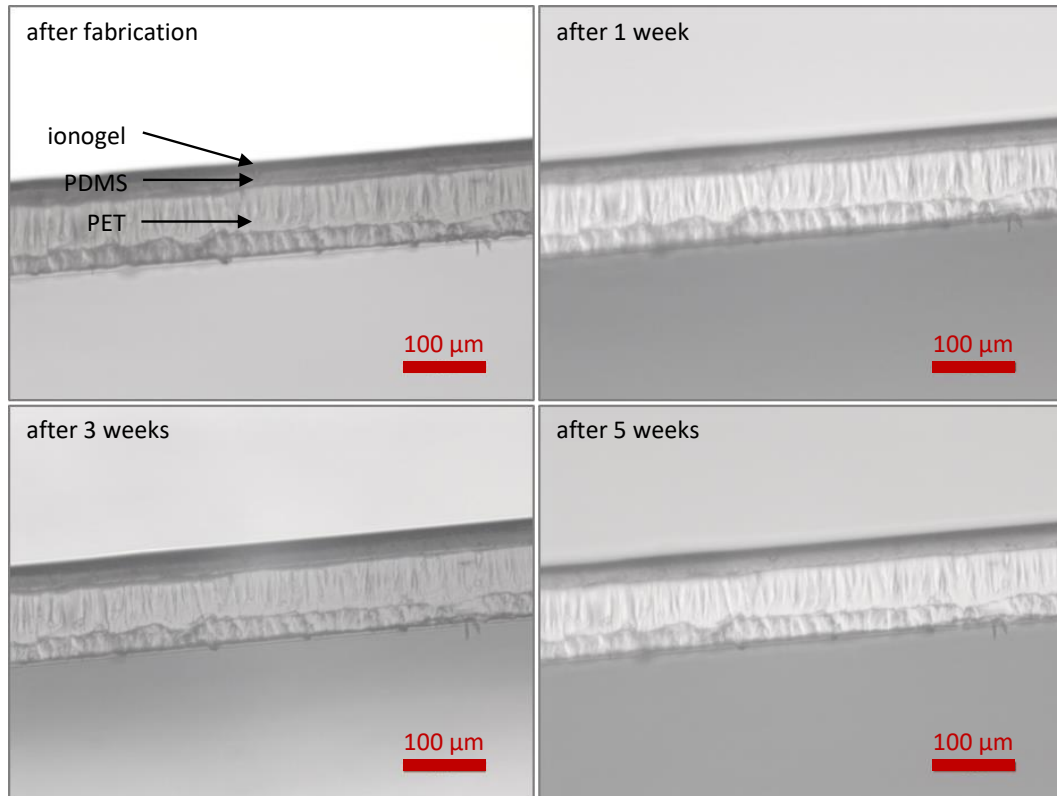 after fabrication
ionogel
PDMS
PET
100 µm
after 1 week
100 µm
after 3 weeks
100 µm
after 5 weeks
100 µm